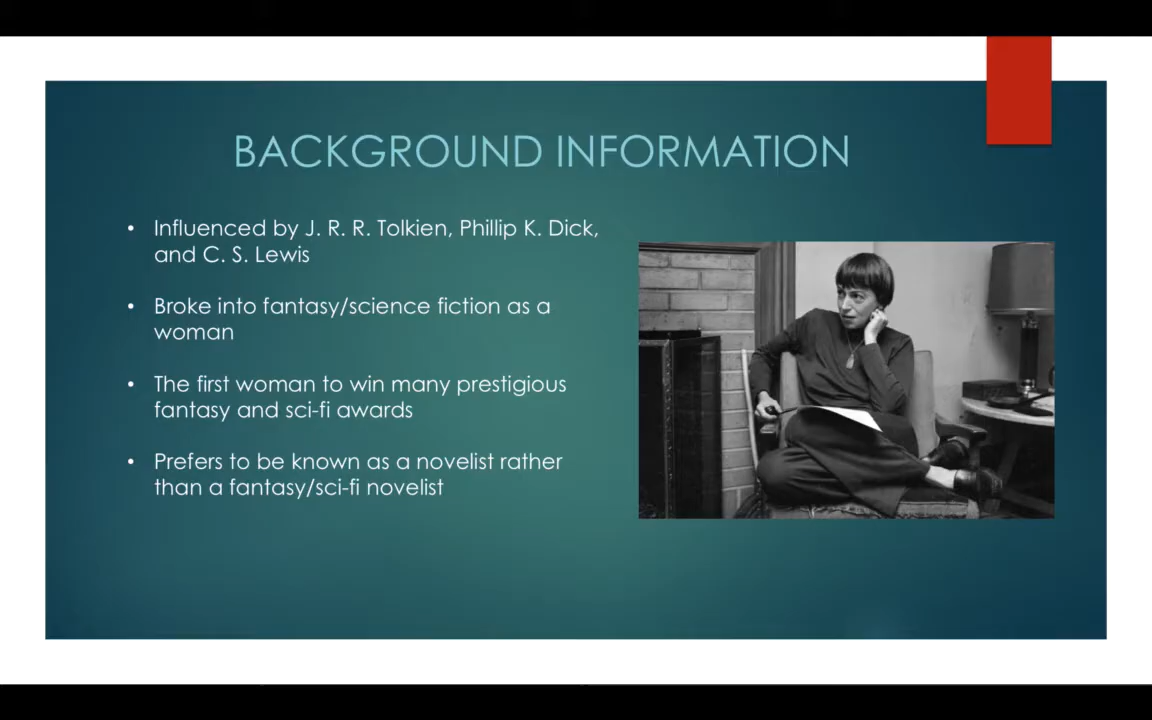 BACKGROUND INFORMATION
• Influenced by J. R. R. Tolkien, Phillip K. Dick,
and C. S. Lewis
• Broke into fantasy/science fiction as a
woman
• The first woman to win many prestigious
fantasy and sci-fi awards
• Prefers to be known as a novelist rather
than a fantasy/sci-fi novelist